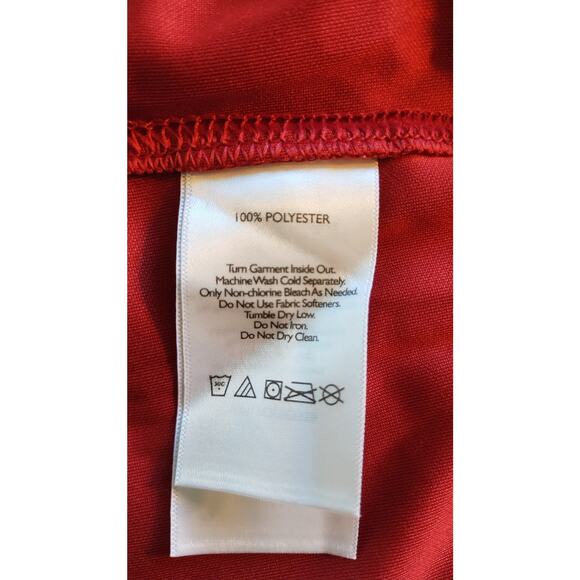 100% POLYESTER
Turn Garment Inside Out.
Machine Wash Cold Separately.
Only Non-chlorine Bleach As Needed.
Do Not Use Fabric Softeners.
Tumble Dry Low.
Do Not Iron.
Do Not Dry Clean.
30C